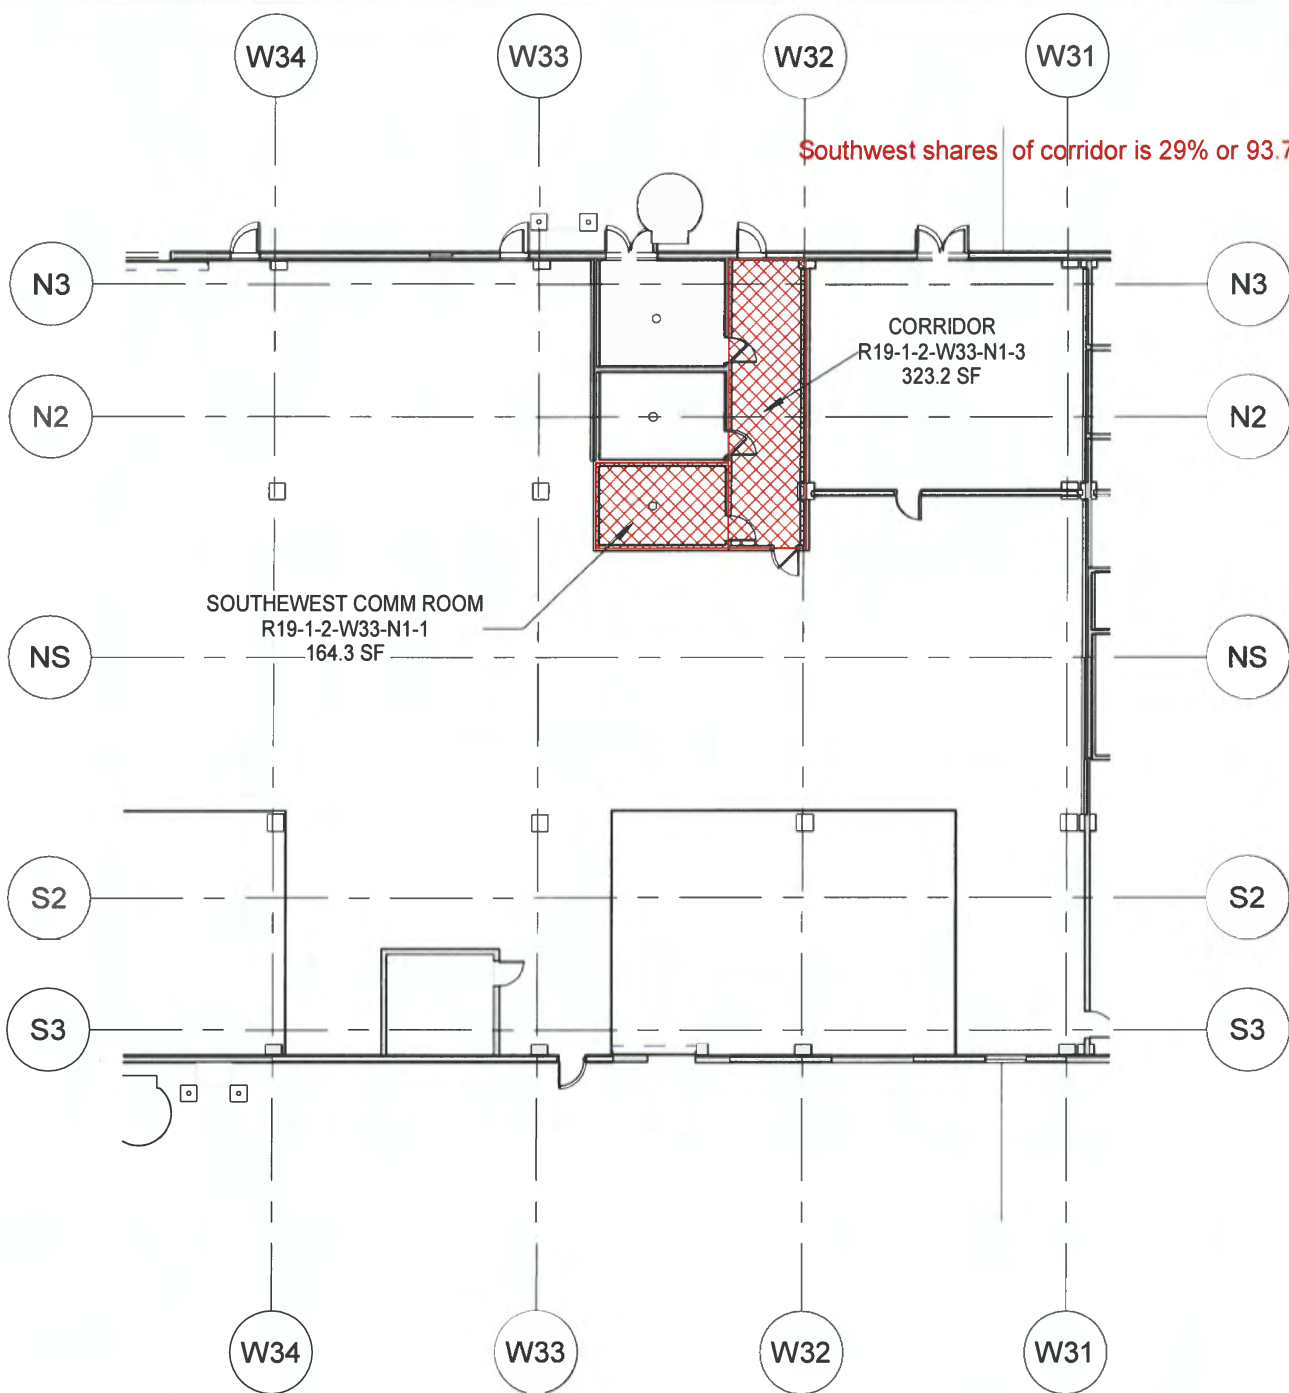 W34 W33 W32 W31
Southwest shares of corridor is 29% or 93.7
N3 N3
CORRIDOR
R19-1-2-W33-N1-3
323.2 SF
N2 N2
SOUTHEWEST COMM ROOM
R19-1-2-W33-N1-1
164.3 SF
NS NS
S2 S2
S3 S3
W34 W33 W32 W31